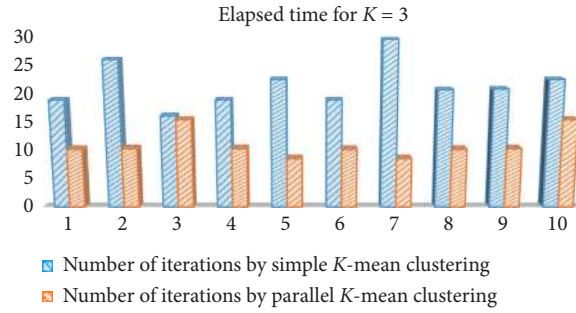 Elapsed time for K = 3
30
25
20
15
10
5
0
1 2 3 4 5 6 7 8 9 10
Number of iterations by simple K-mean clustering
Number of iterations by parallel K-mean clustering